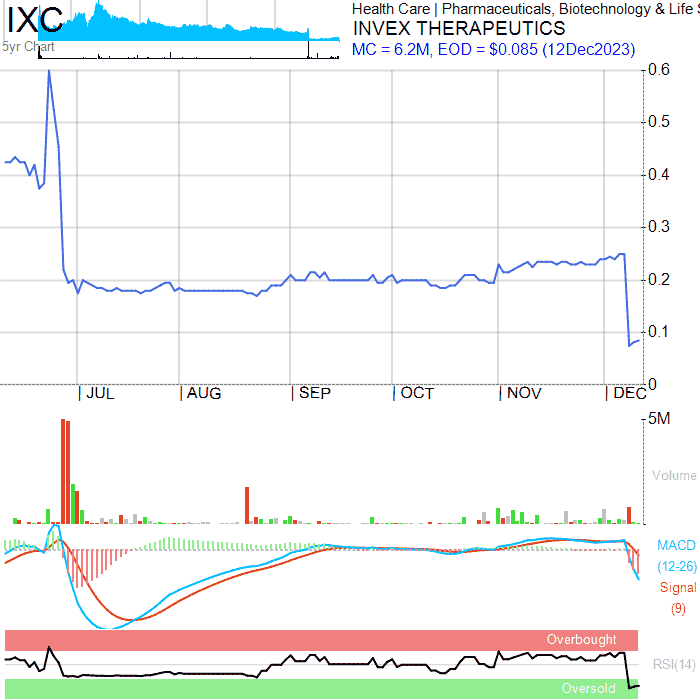 IXC
5yr Chart
Health Care | Pharmaceuticals, Biotechnology & Life S
INVEX THERAPEUTICS
MC = 6.2M, EOD = $0.085 (12Dec2023)
0.6
0.5
0.4
0.3
0.2
0.1
0
| JUL | AUG | SEP | OCT | NOV | DEC
5M
Volume
MACD
(12-26)
Signal
(9)
Overbought
RSI(14)
Oversold